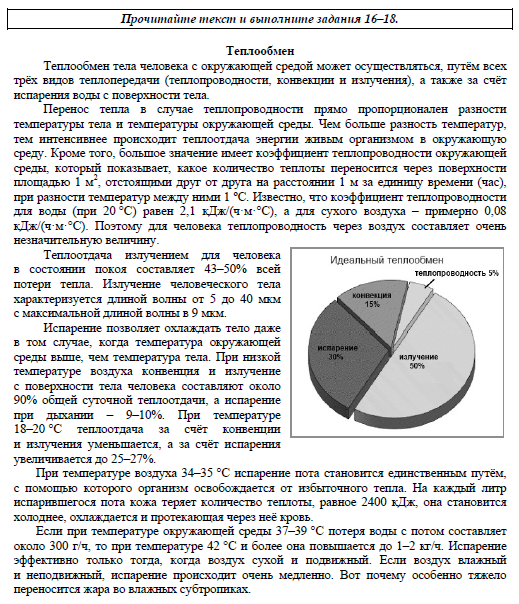 Прочитайте текст и выполните задания 16–18.
Теплообмен
Теплообмен тела человека с окружающей средой может осуществляться, путём всех
трёх видов теплопередачи (теплопроводности, конвекции и излучения), а также за счёт
испарения воды с поверхности тела.
Перенос тепла в случае теплопроводности прямо пропорционален разности
температуры тела и температуры окружающей среды. Чем больше разность температур,
тем интенсивнее происходит теплоотдача энергии живым организмом в окружающую
среду. Кроме того, большое значение имеет коэффициент теплопроводности окружающей
среды, который показывает, какое количество теплоты переносится через поверхности
площадью 1 м², отстоящими друг от друга на расстоянии 1 м за единицу времени (час),
при разности температур между ними 1 °С. Известно, что коэффициент теплопроводности
для воды (при 20 °С) равен 2,1 кДж/(ч·м·°С), а для сухого воздуха – примерно 0,08
кДж/(ч·м·°С). Поэтому для человека теплопроводность через воздух составляет очень
незначительную величину.
Теплоотдача излучением для человека
в состоянии покоя составляет 43–50% всей
потери тепла. Излучение человеческого тела
характеризуется длиной волны от 5 до 40 мкм
с максимальной длиной волны в 9 мкм.
Испарение позволяет охлаждать тело даже
в том случае, когда температура окружающей
среды выше, чем температура тела. При низкой
температуре воздуха конвенция и излучение
с поверхности тела человека составляют около
90% общей суточной теплоотдачи, а испарение
при дыхании – 9–10%. При температуре
18–20 °С теплоотдача за счёт конвенции
и излучения уменьшается, а за счёт испарения
увеличивается до 25–27%.
Идеальный теплообмен
теплопроводность 5%
конвекция
15%
испарение
30%
излучение
50%
При температуре воздуха 34–35 °С испарение пота становится единственным путём,
с помощью которого организм освобождается от избыточного тепла. На каждый литр
испарившегося пота кожа теряет количество теплоты, равное 2400 кДж, она становится
холоднее, охлаждается и протекающая через неё кровь.
Если при температуре окружающей среды 37–39 °С потеря воды с потом составляет
около 300 г/ч, то при температуре 42 °С и более она повышается до 1–2 кг/ч. Испарение
эффективно только тогда, когда воздух сухой и подвижный. Если воздух влажный
и неподвижный, испарение происходит очень медленно. Вот почему особенно тяжело
переносится жара во влажных субтропиках.